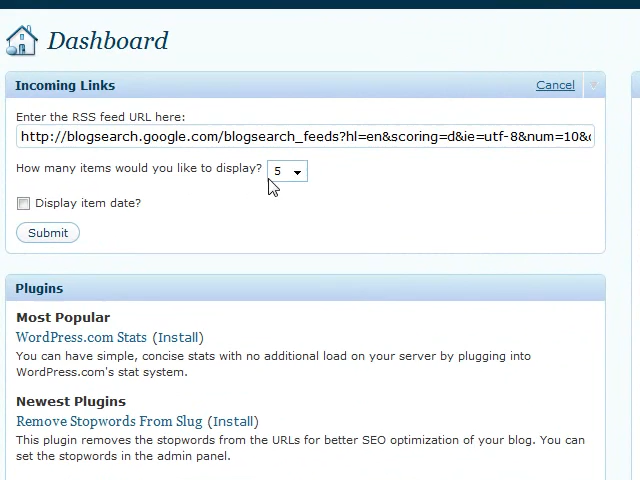 Dashboard
Incoming Links Cancel
Enter the RSS feed URL here:
http://blogsearch.google.com/blogsearch_feeds?hl=en&scoring=d&ie=utf-8&num=10&
How many items would you like to display? 5
Display item date?
Submit
Plugins
Most Popular
WordPress.com Stats (Install)
You can have simple, concise stats with no additional load on your server by plugging into
WordPress.com's stat system.
Newest Plugins
Remove Stopwords From Slug (Install)
This plugin removes the stopwords from the URLs for better SEO optimization of your blog. You can
set the stopwords in the admin panel.